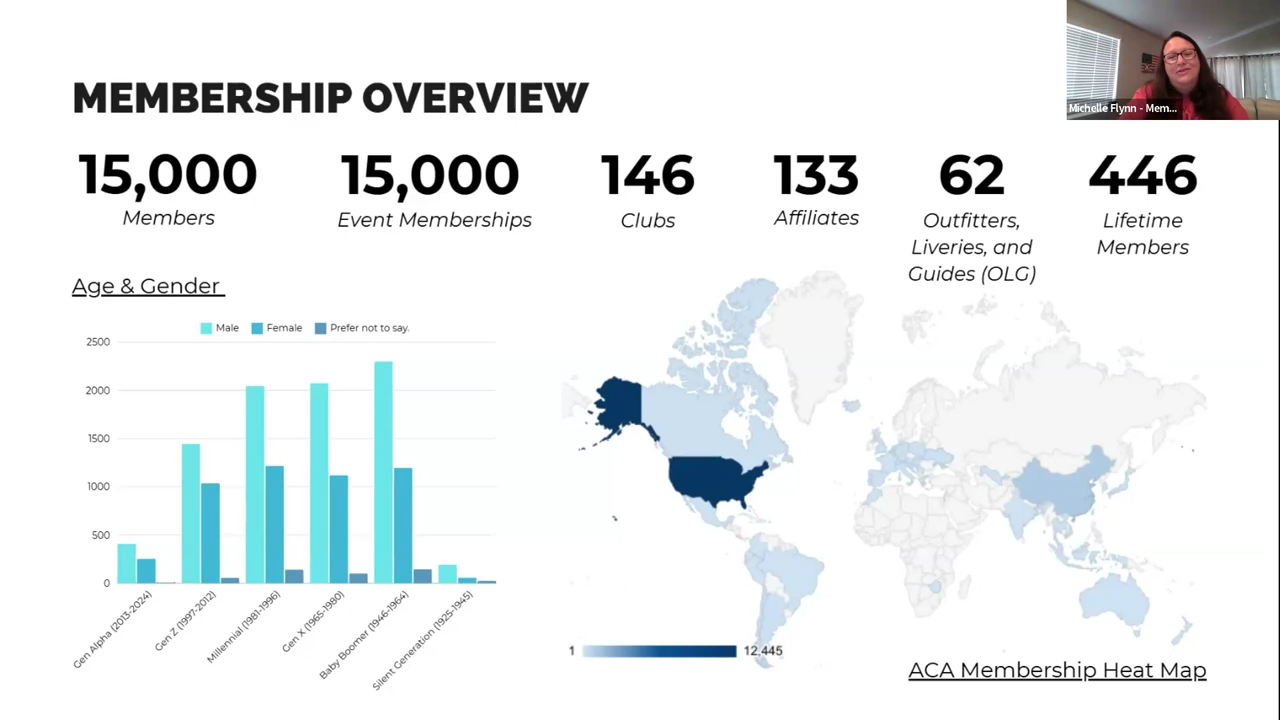 Michelle Flynn - Mem...
MEMBERSHIP OVERVIEW
15,000
Members
15,000
Event Memberships
146
Clubs
133
Affiliates
62
Outfitters,
Liveries, and
Guides (OLG)
446
Lifetime
Members
Age & Gender
Male
Female
Prefer not to say.
2500
2000
1500
1000
500
0
Gen Alpha (2013-2024)
Gen Z (1997-2012)
Millennial (1981-1996)
Gen X (1965-1980)
Baby Boomer (1946-1964)
Silent Generation (1925-1945)
1
12,445
ACA Membership Heat Map